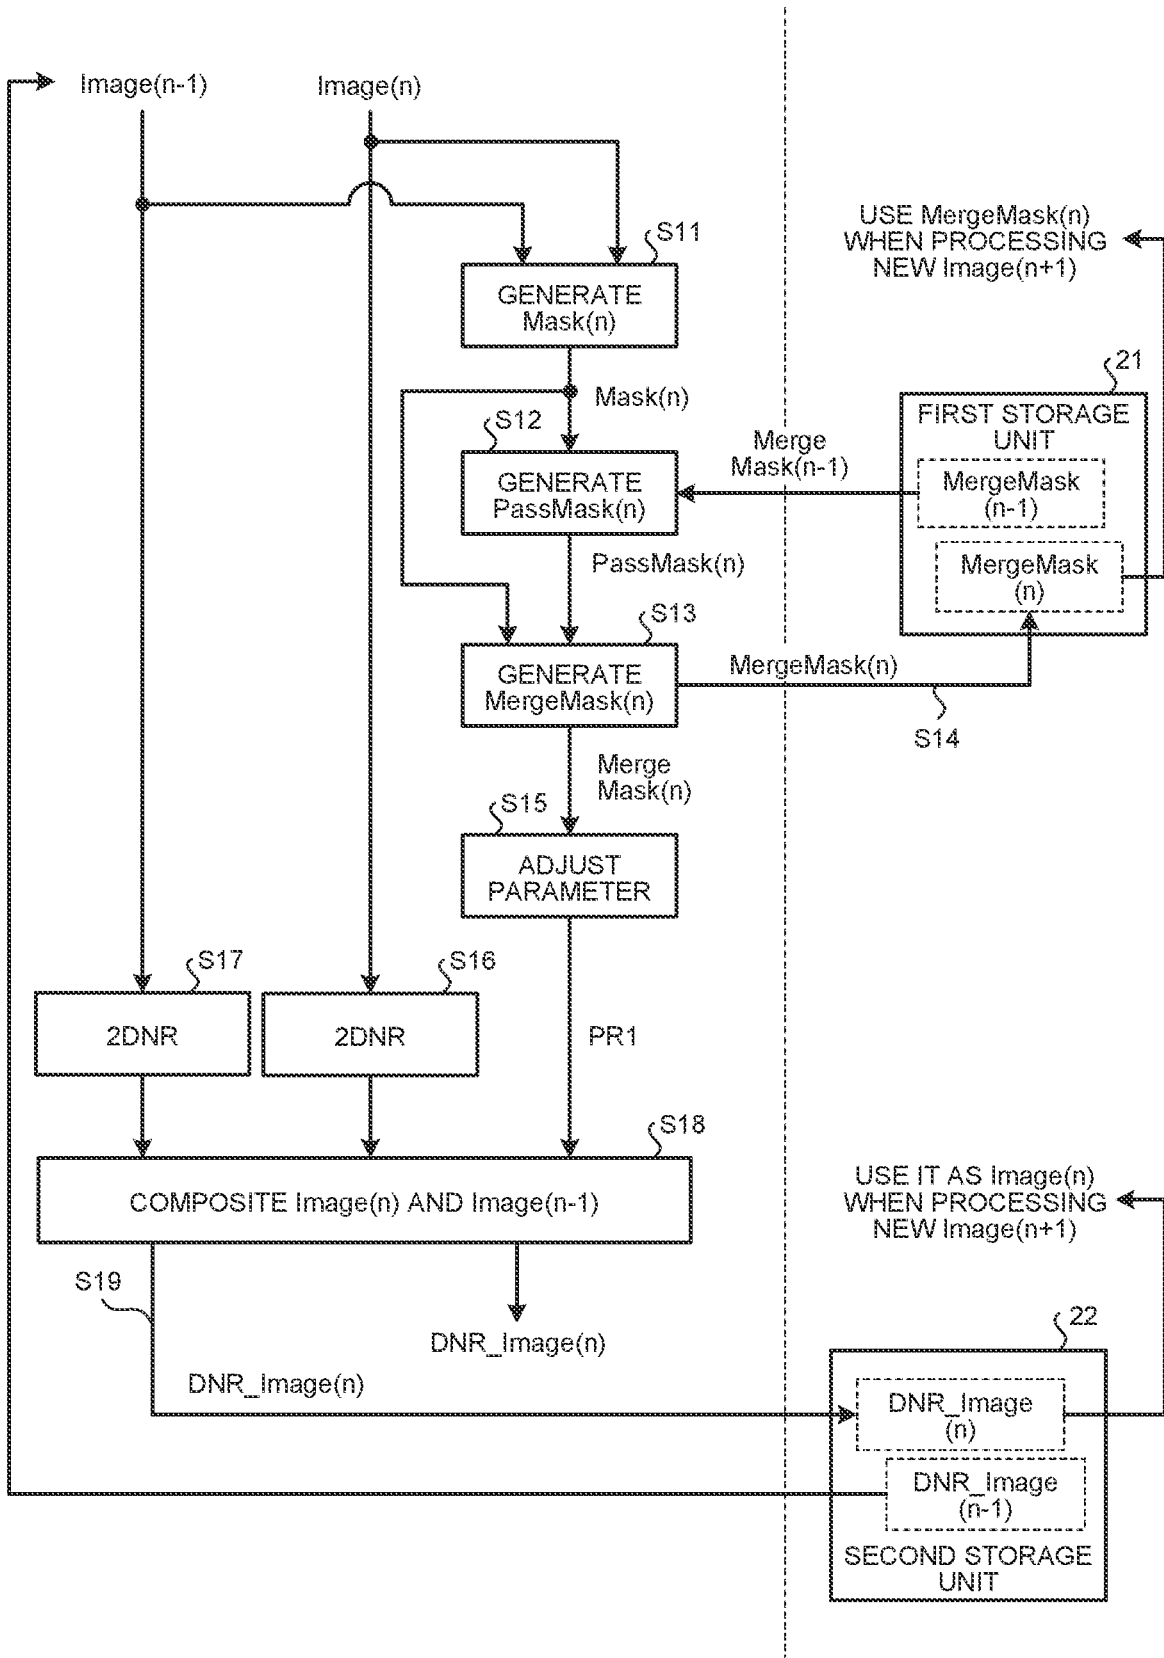 Image(n-1)
Image(n)
USE MergeMask(n)
WHEN PROCESSING
NEW Image(n+1)
S11
GENERATE
Mask(n)
Mask(n)
21
FIRST STORAGE
UNIT
S12
Merge
Mask(n-1)
GENERATE
PassMask(n)
MergeMask
(n-1)
PassMask(n)
MergeMask
(n)
S13
GENERATE
MergeMask(n)
MergeMask(n)
S14
Merge
Mask(n)
S15
ADJUST
PARAMETER
S17
S16
2DNR
2DNR
PR1
S18
COMPOSITE Image(n) AND Image(n-1)
USE IT AS Image(n)
WHEN PROCESSING
NEW Image(n+1)
S19
DNR_Image(n)
22
DNR_Image(n)
DNR_Image
(n)
DNR_Image
(n-1)
SECOND STORAGE
UNIT